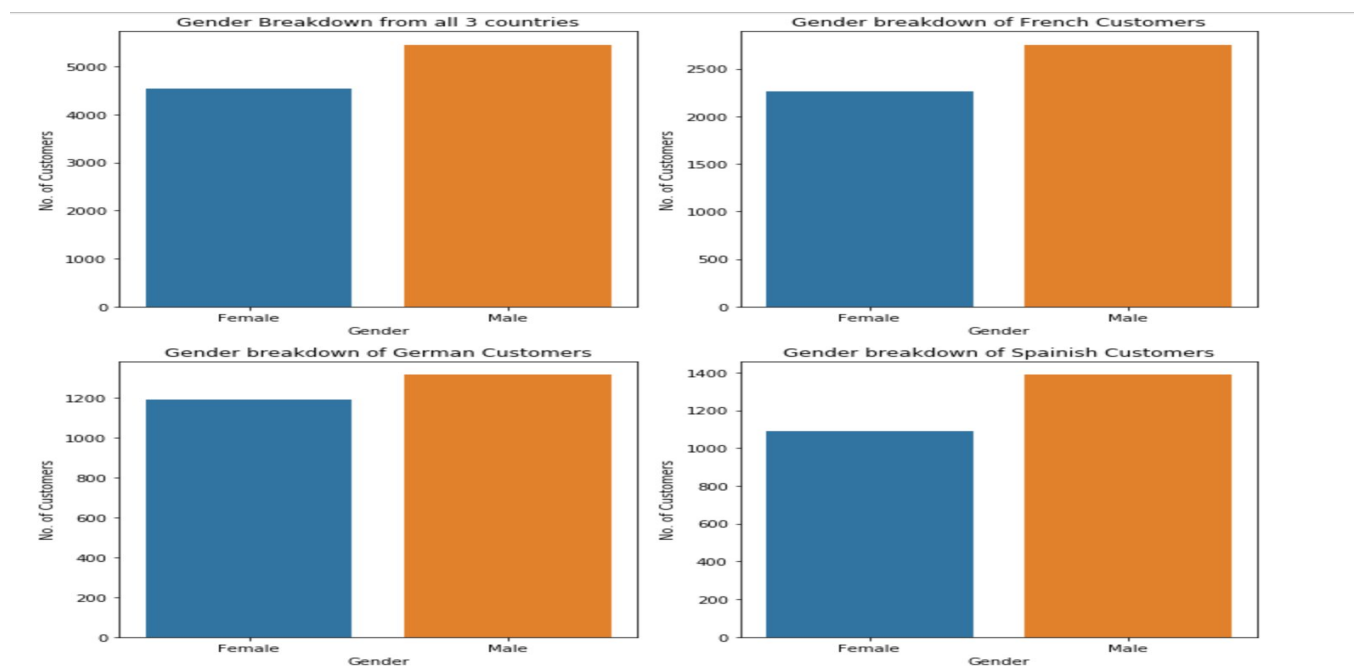 Gender Breakdown from all 3 countries
No. of Customers
5000
4000
3000
2000
1000
0
Female Male
Gender
Gender breakdown of French Customers
No. of Customers
2500
2000
1500
1000
500
0
Female Male
Gender
Gender breakdown of German Customers
No. of Customers
1200
1000
800
600
400
200
0
Female Male
Gender
Gender breakdown of Spainish Customers
No. of Customers
1400
1200
1000
800
600
400
200
0
Female Male
Gender